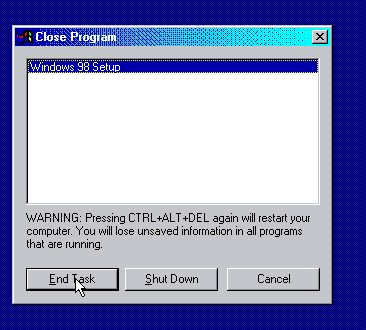 Close Program
Windows 98 Setup
WARNING: Pressing CTRL+ALT+DEL again will restart your
computer. You will lose unsaved information in all programs
that are running.
End Task
Shut Down
Cancel